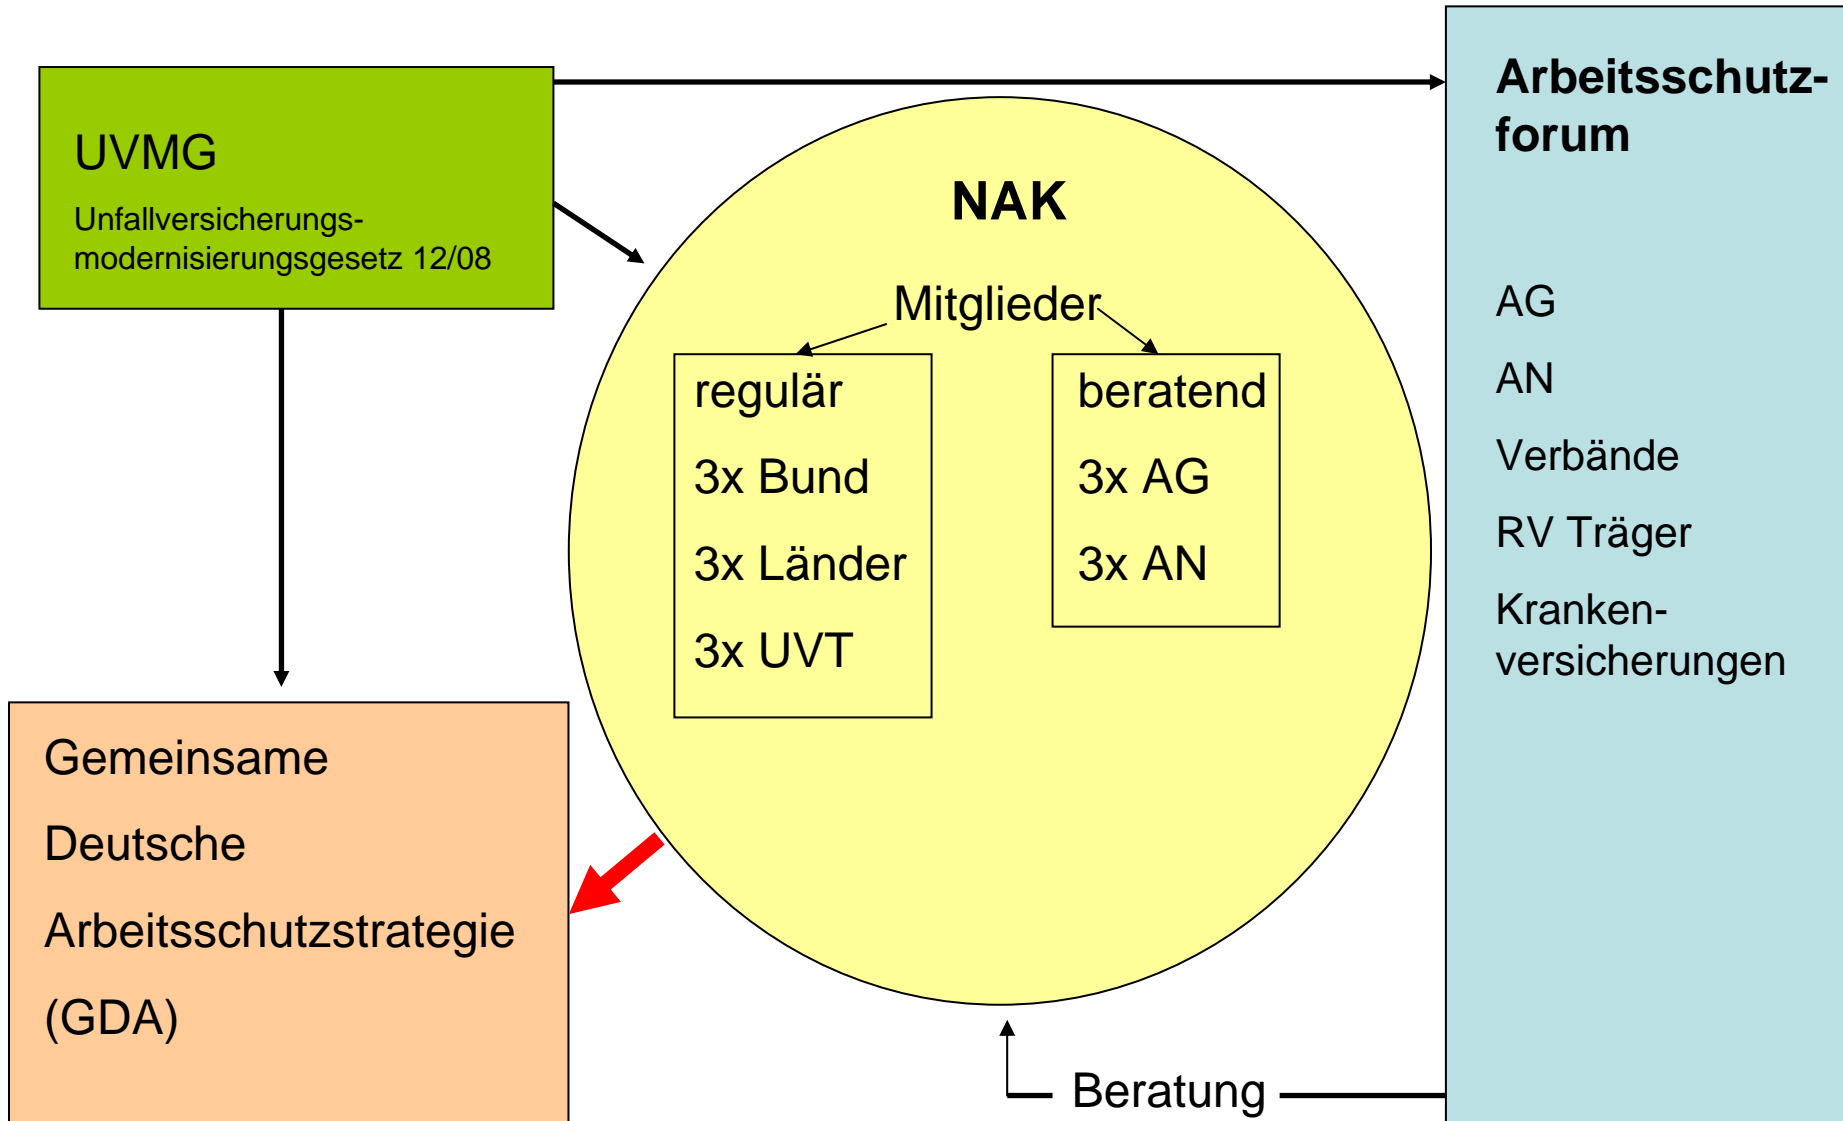 UVMG
Unfallversicherungs-
modernisierungsgesetz 12/08
NAK
Mitglieder
regulär
3x Bund
3x Länder
3x UVT
beratend
3x AG
3x AN
Arbeitsschutz-
forum
AG
AN
Verbände
RV Träger
Kranken-
versicherungen
Gemeinsame
Deutsche
Arbeitsschutzstrategie
(GDA)
Beratung